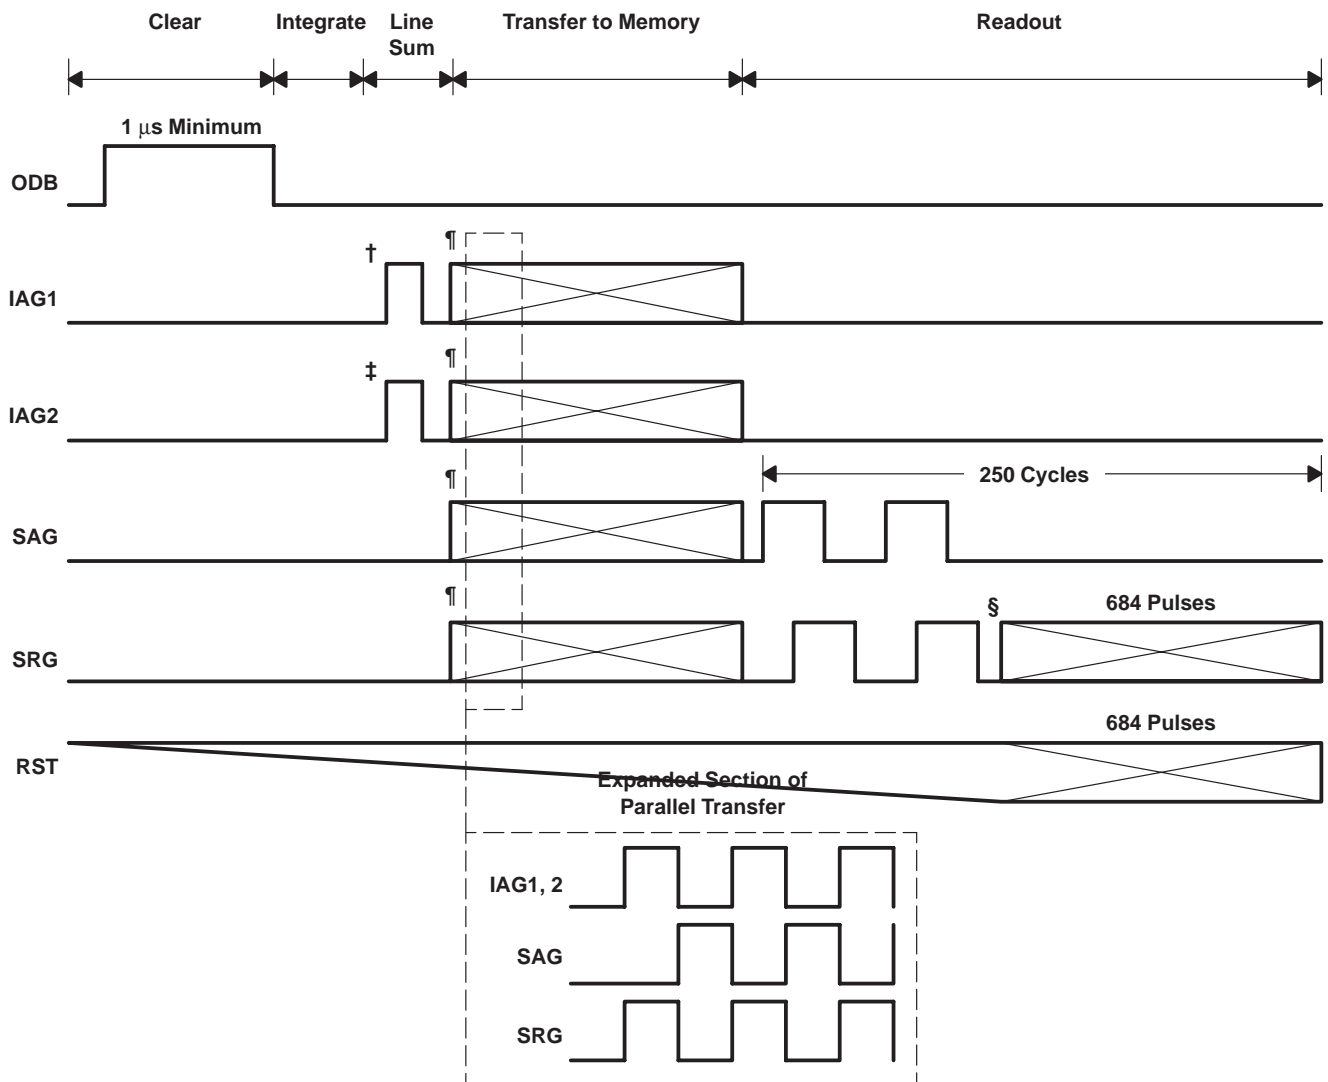 Clear
Integrate
Line
Sum
Transfer to Memory
Readout
1 μs Minimum
ODB
†
¶
IAG1
‡
¶
IAG2
¶
250 Cycles
SAG
¶
§
684 Pulses
SRG
684 Pulses
RST
Expanded Section of
Parallel Transfer
IAG1, 2
SAG
SRG